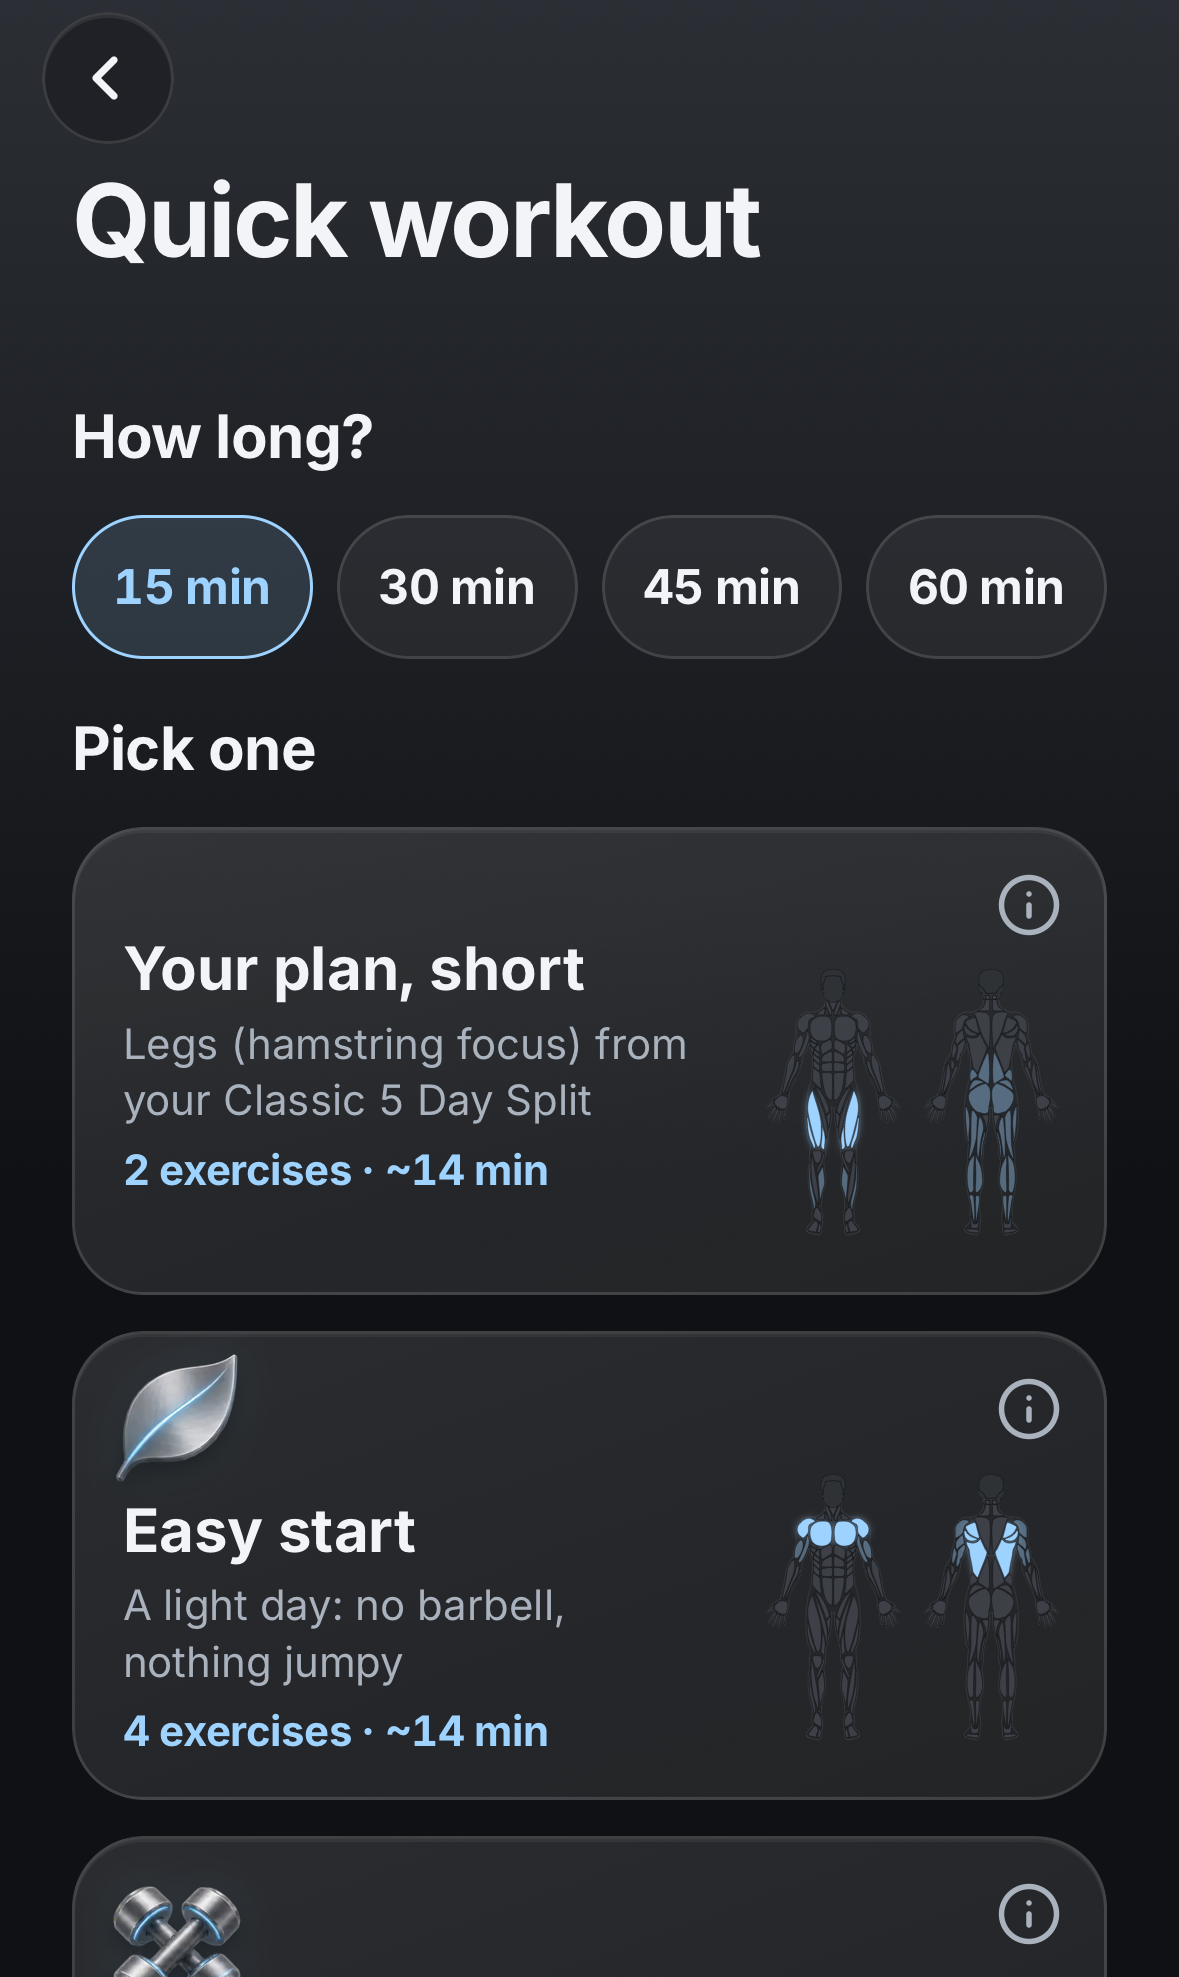 Quick workout
How long?
15 min
30 min
45 min
60 min
Pick one
Your plan, short
Legs (hamstring focus) from
your Classic 5 Day Split
2 exercises · ~14 min
Easy start
A light day: no barbell,
nothing jumpy
4 exercises · ~14 min